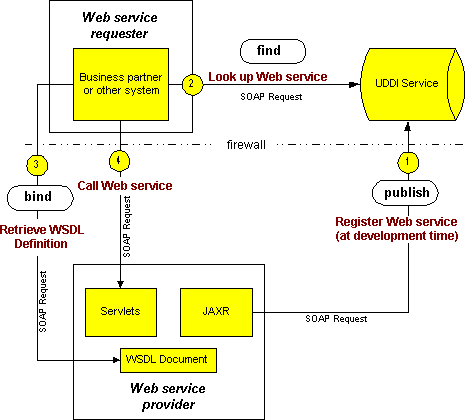 Web service
requester
find
Business partner
or other system
2
Look up Web service
SOAP Request
UDDI Service
firewall
3
4
1
bind
Call Web service
publish
Retrieve WSDL
Definition
Register Web service
(at development time)
SOAP Request
SOAP Request
Servlets
JAXR
SOAP Request
WSDL Document
Web service
provider